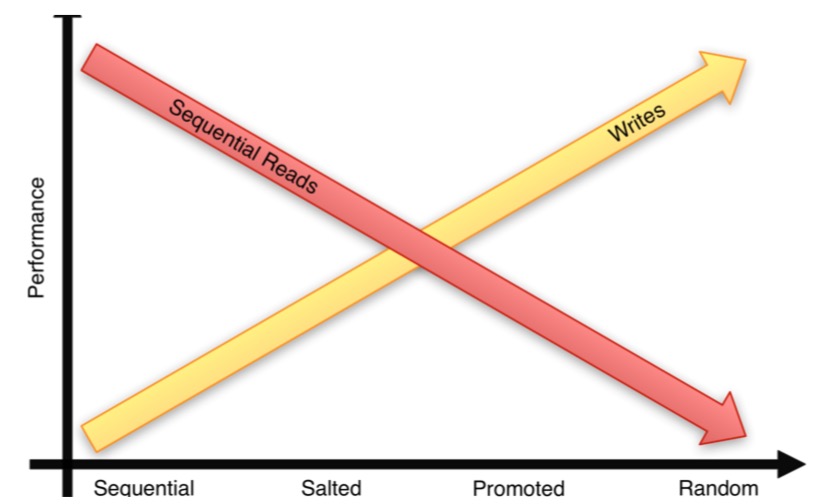 Sequential Reads
Writes
Performance
Sequential
Salted
Promoted
Random